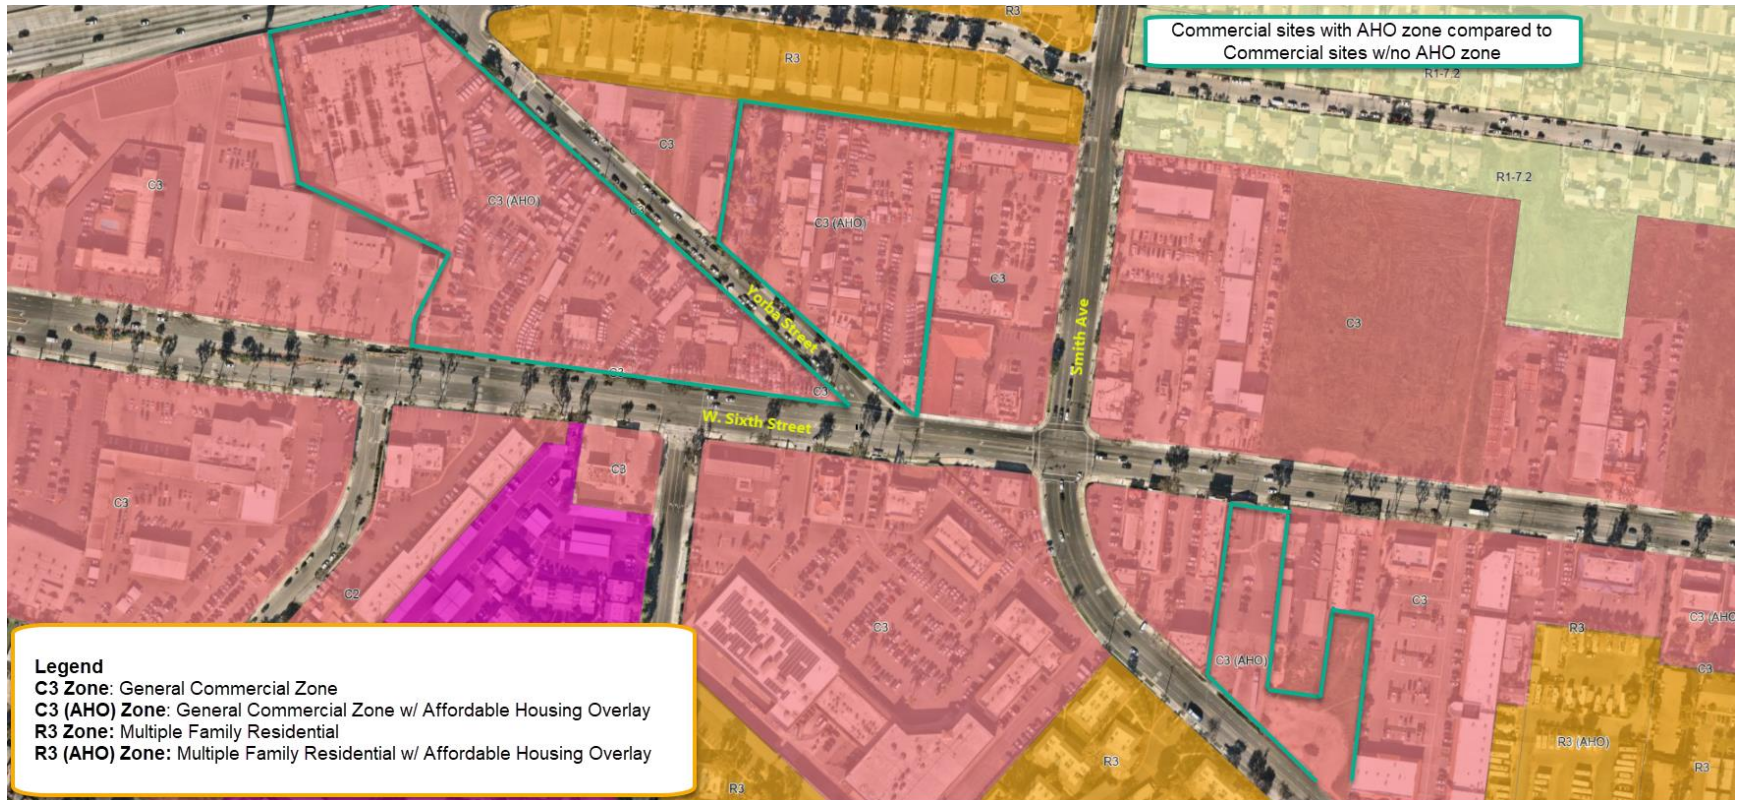 R3
Commercial sites with AHO zone compared to
Commercial sites w/no AHO zone
R3
R1-7.2
C3
R1-7.2
C3
C3 (AHO)
C3
C3 (AHO)
C3
Yorba Street
Smith Ave
C3
C3
C3
W. Sixth Street
C3
C3
C2
C3
C3
C3 (AHO
R3
C3 (AHO)
C3
Legend
C3 Zone: General Commercial Zone
C3 (AHO) Zone: General Commercial Zone w/ Affordable Housing Overlay
R3 Zone: Multiple Family Residential
R3 (AHO) Zone: Multiple Family Residential w/ Affordable Housing Overlay
R3 (AHO)
R3
R3
R3